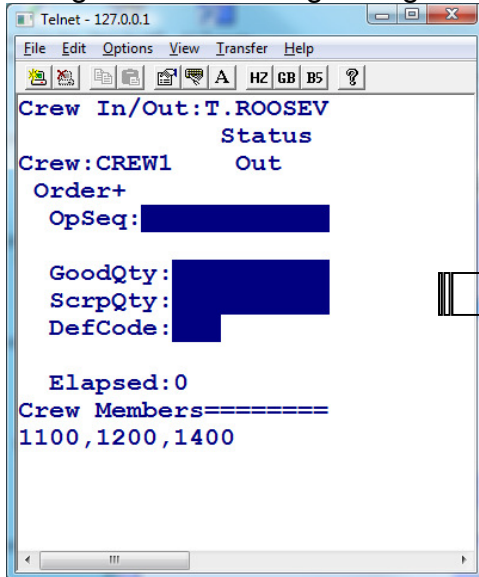 Telnet - 127.0.0.1
File Edit Options View Transfer Help
A HZ GB B5 ?
Crew In/Out:T.ROOSEV
Status
Crew:CREW1 Out
Order+
OpSeq:
GoodQty:
ScrpQty:
DefCode:
Elapsed:0
Crew Members========
1100,1200,1400